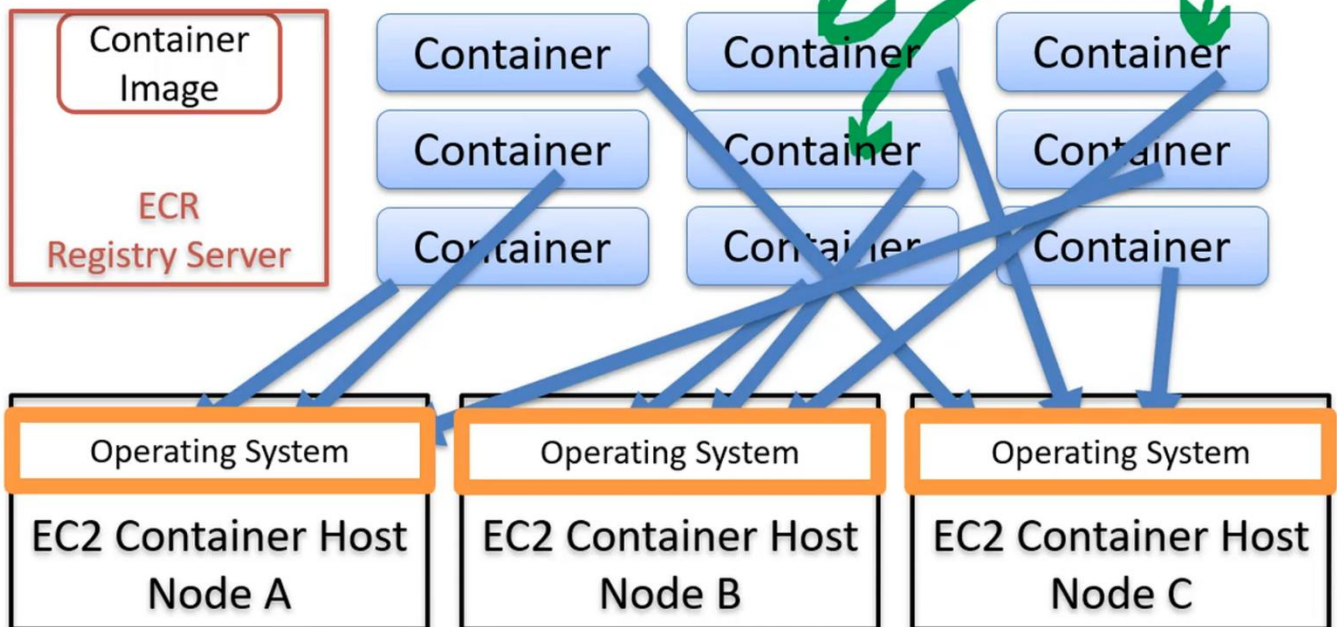 Container
Image
ECR
Registry Server
Container
Container
Container
Container
Container
Container
Container
Container
Container
Operating System
EC2 Container Host
Node A
Operating System
EC2 Container Host
Node B
Operating System
EC2 Container Host
Node C